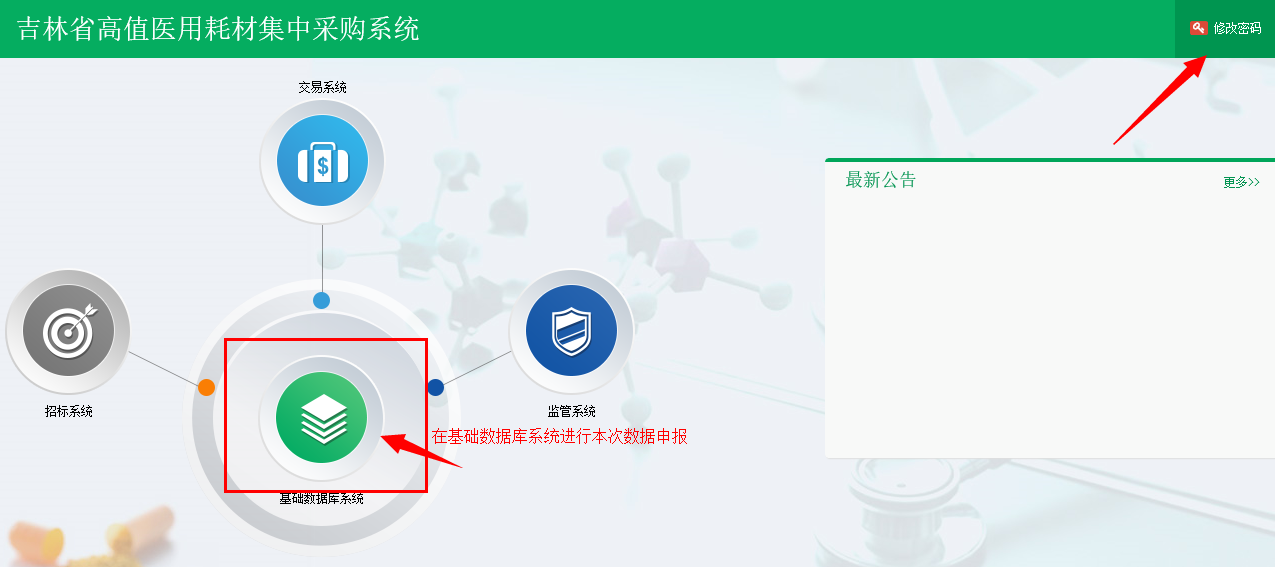 吉林省高值医用耗材集中采购系统
修改密码
交易系统
最新公告
更多>>
招标系统
监管系统
在基础数据库系统进行本次数据申报
基础数据库系统